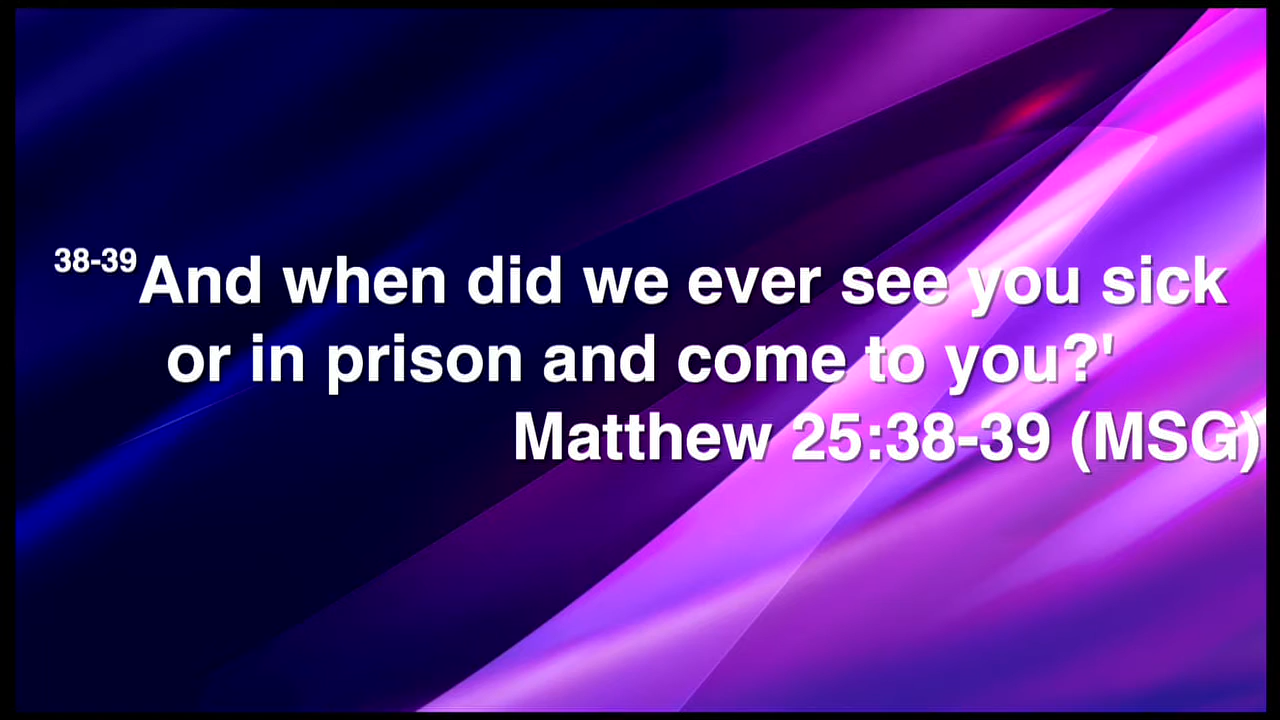 38-39And when did we ever see you sick
or in prison and come to you?'
Matthew 25:38-39 (MSG)